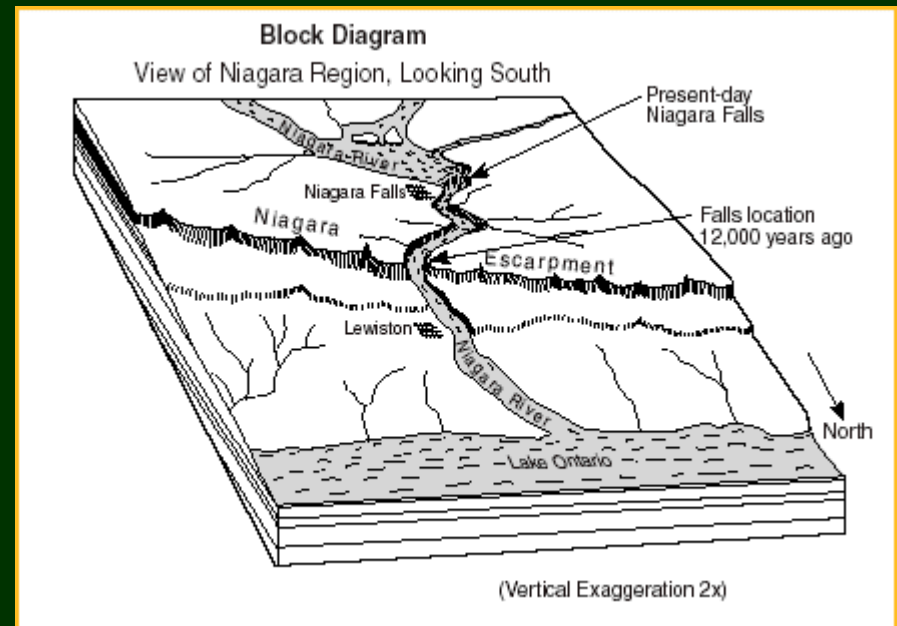 Block Diagram
View of Niagara Region, Looking South
Present-day
Niagara Falls
Niagara River
Niagara Falls
Falls location
12,000 years ago
Niagara
Escarpment
Lewiston
Niagara River
North
Lake Ontario
(Vertical Exaggeration 2x)